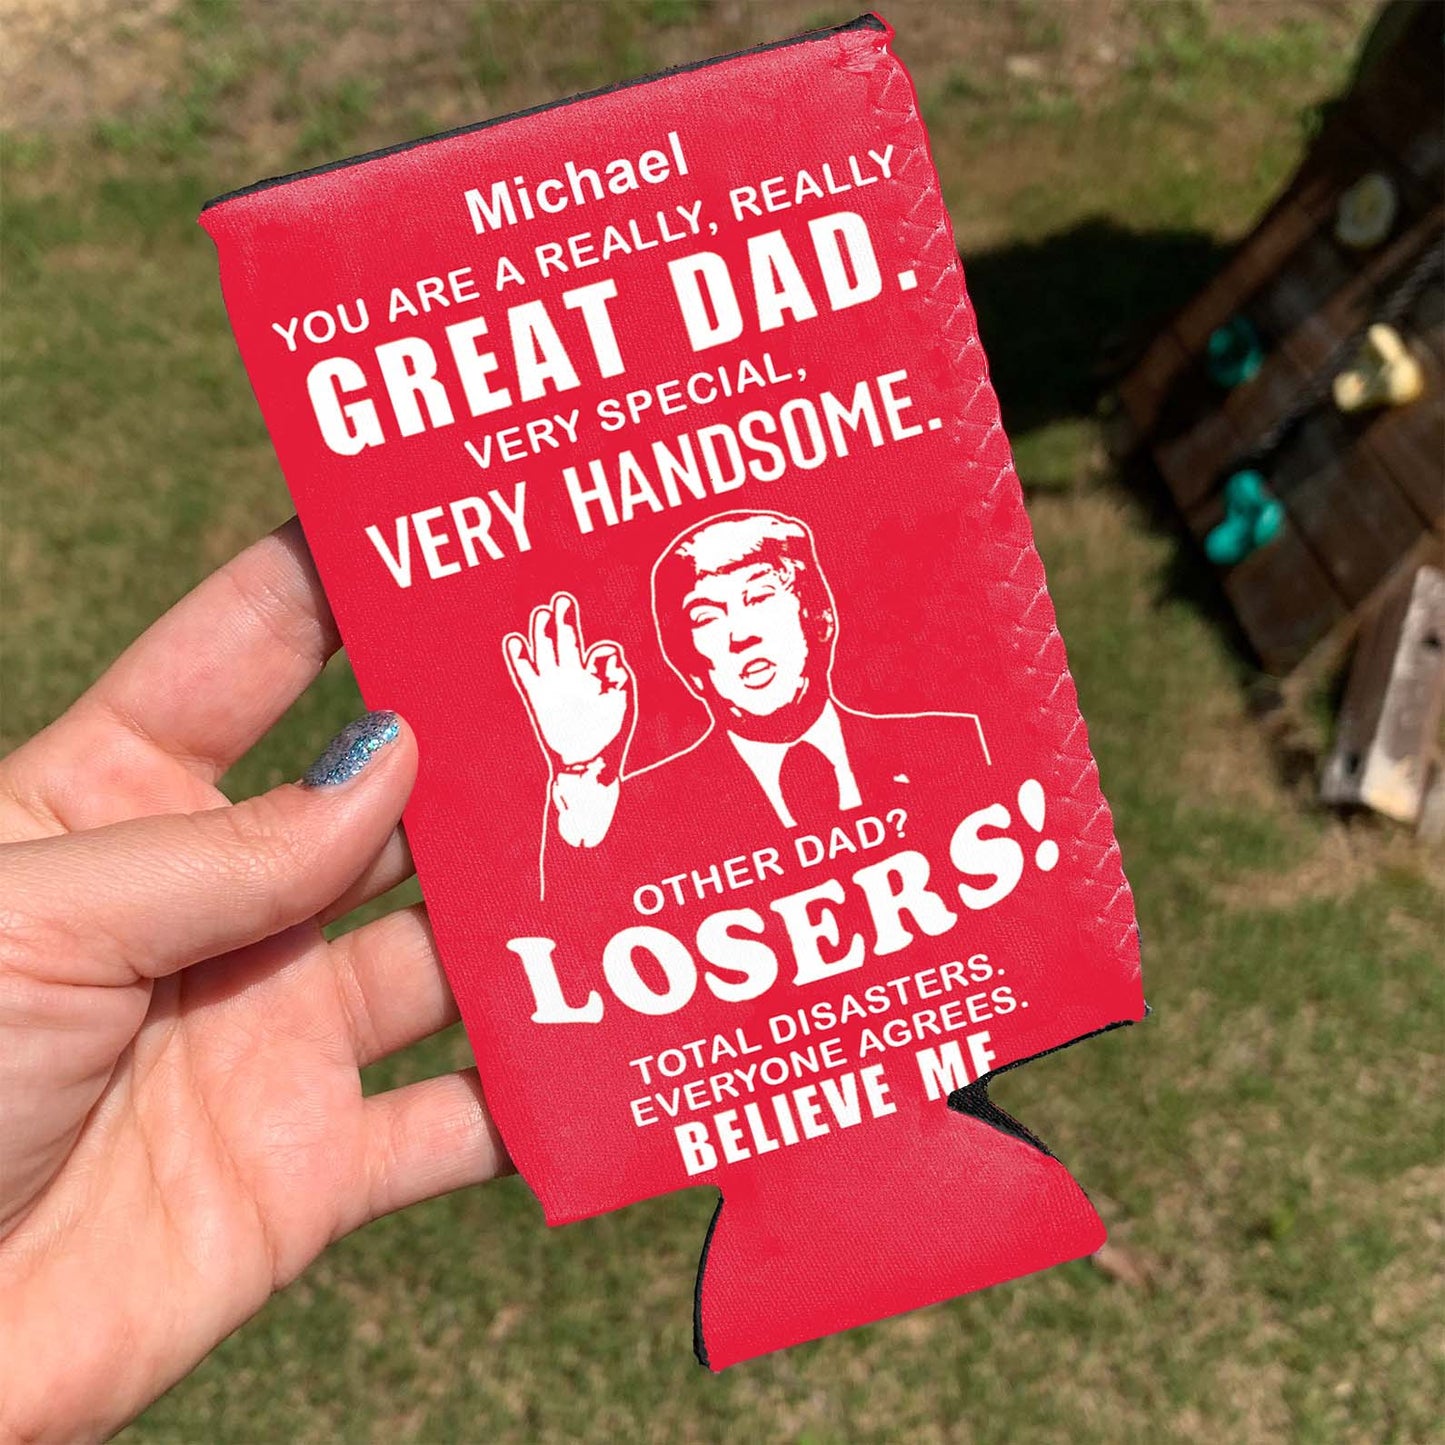 Michael
YOU ARE A REALLY, REALLY
GREAT DAD.
VERY SPECIAL,
VERY HANDSOME.
OTHER DAD?
LOSERS!
TOTAL DISASTERS.
EVERYONE AGREES.
BELIEVE ME